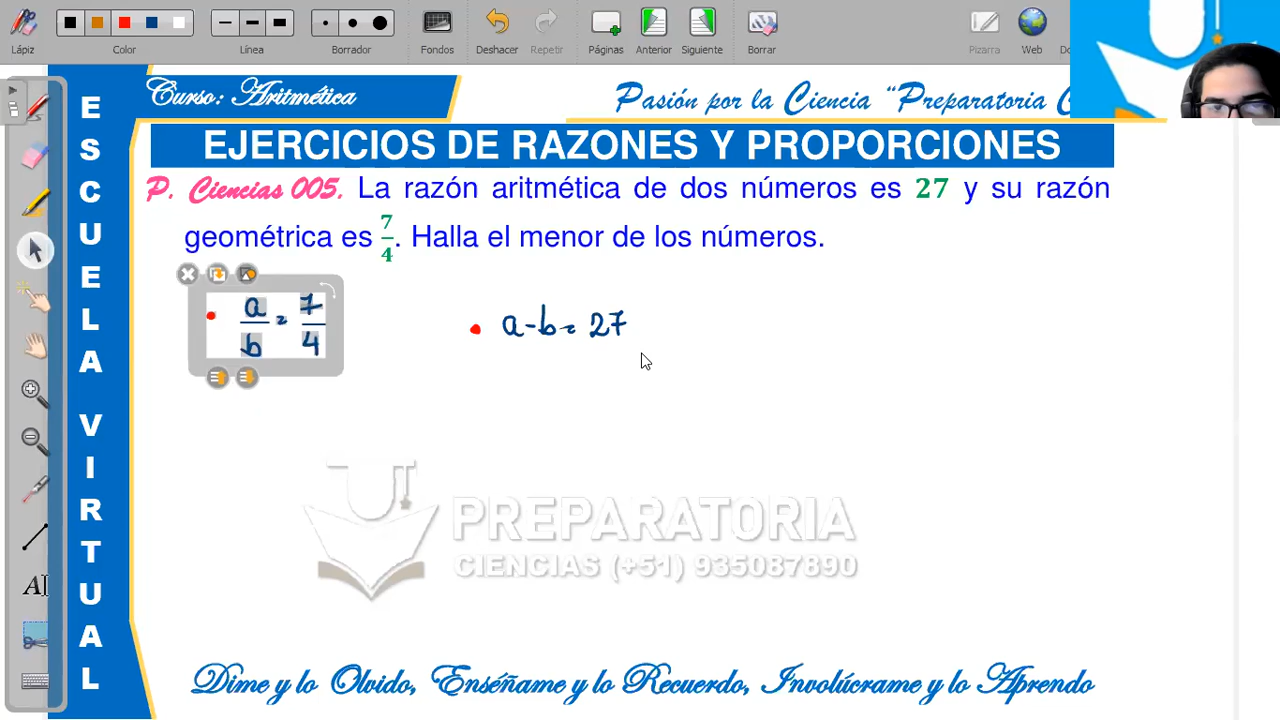 Lápiz
Color
Línea
Borrador
Fondos
Deshacer
Repetir
Páginas
Anterior
Siguiente
Borrar
Pizarra
Web
Curso: Aritmética
Pasión por la Ciencia “Preparatoria C
EJERCICIOS DE RAZONES Y PROPORCIONES
P. Ciencias 005. La razón aritmética de dos números es 27 y su razón
geométrica es 7/4. Halla el menor de los números.
a/b = 7/4
a-b= 27
ESCUELA VIRTUAL
PREPARATORIA
CIENCIAS (+51) 935087890
Dime y lo Olvido, Enséñame y lo Recuerdo, Involúcrame y lo Aprendo
AI